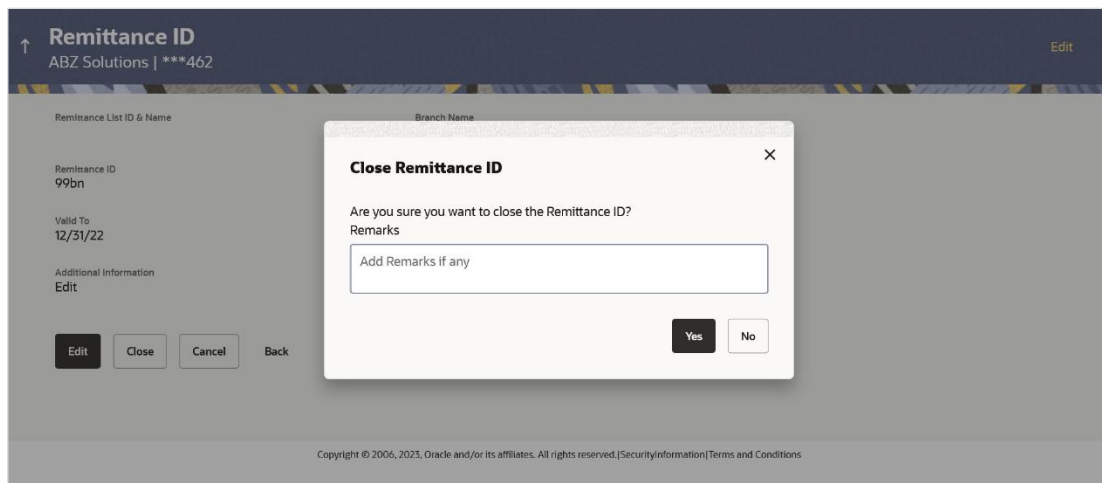 Remittance ID
ABZ Solutions | ***462
Edit
Remittance List ID & Name
Branch Name
Remittance ID
99bn
Valid To
12/31/22
Additional Information
Edit
Edit
Close
Cancel
Back
Close Remittance ID
Are you sure you want to close the Remittance ID?
Remarks
Add Remarks if any
Yes
No
Copyright © 2006, 2023, Oracle and/or its affiliates. All rights reserved.|SecurityInformation|Terms and Conditions